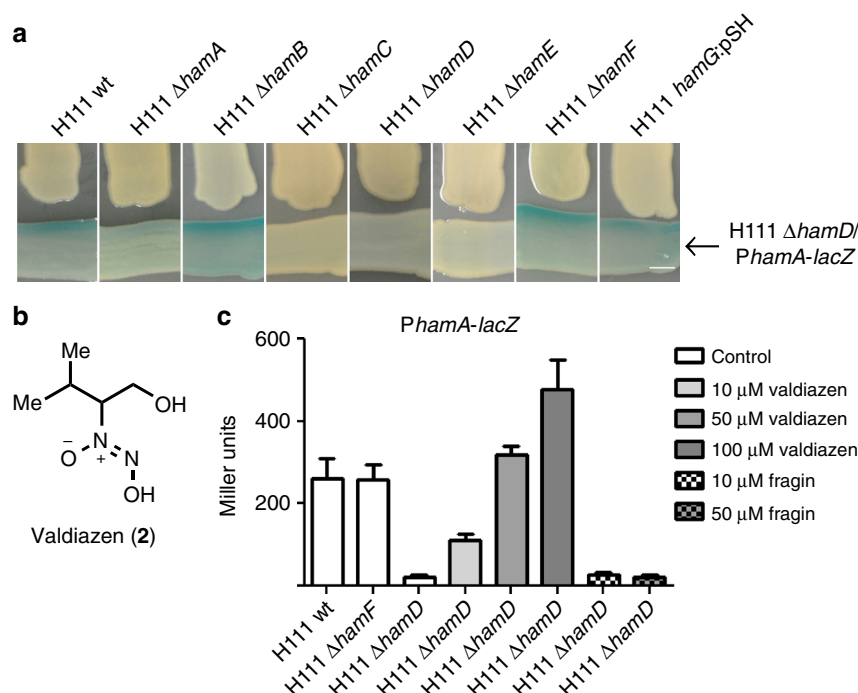 a
H111 wt
H111 ΔhamA
H111 ΔhamB
H111 ΔhamC
H111 ΔhamD
H111 ΔhamE
H111 ΔhamF
H111 hamG:pSH
H111 ΔhamD/
PhamA-lacZ
b
Me
Me
OH
−
O
N
+
N
OH
Valdiazen (2)
c
PhamA-lacZ
Miller units
600
400
200
H111 wt
H111 ΔhamF
H111 ΔhamD
H111 ΔhamD
H111 ΔhamD
H111 ΔhamD
H111 ΔhamD
H111 ΔhamD
Control
10 μM valdiazen
50 μM valdiazen
100 μM valdiazen
10 μM fragin
50 μM fragin